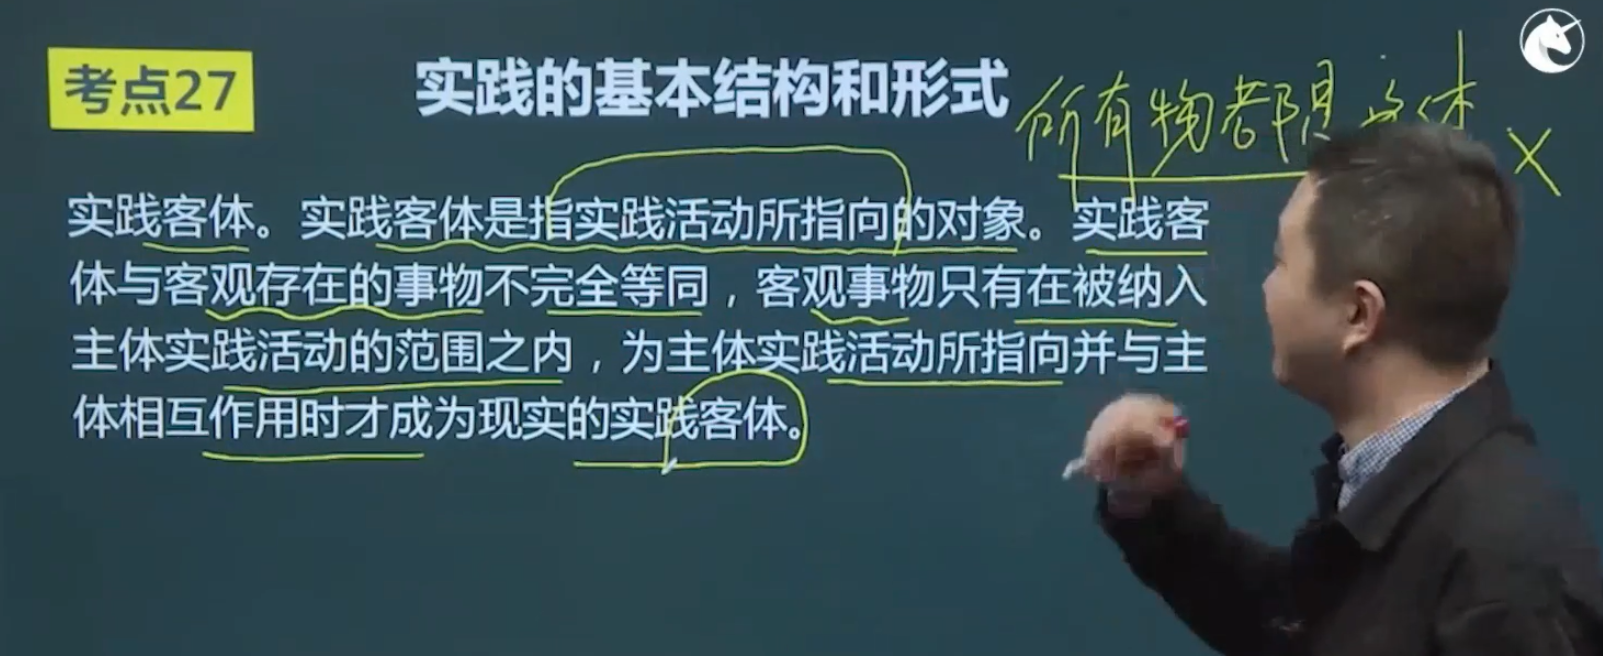 考点27
实践的基本结构和形式
所有物都是客体 ×
实践客体。实践客体是指实践活动所指向的对象。实践客
体与客观存在的事物不完全等同，客观事物只有在被纳入
主体实践活动的范围之内，为主体实践活动所指向并与主
体相互作用时才成为现实的实践客体。